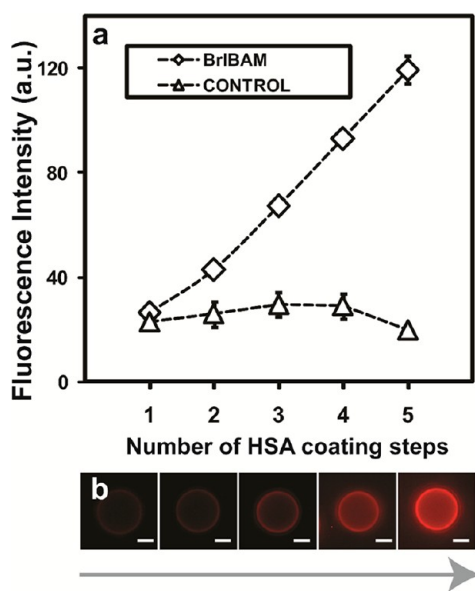 a
BrIBAM
CONTROL
Fluorescence Intensity (a.u.)
120
80
40
0
1 2 3 4 5
Number of HSA coating steps
b